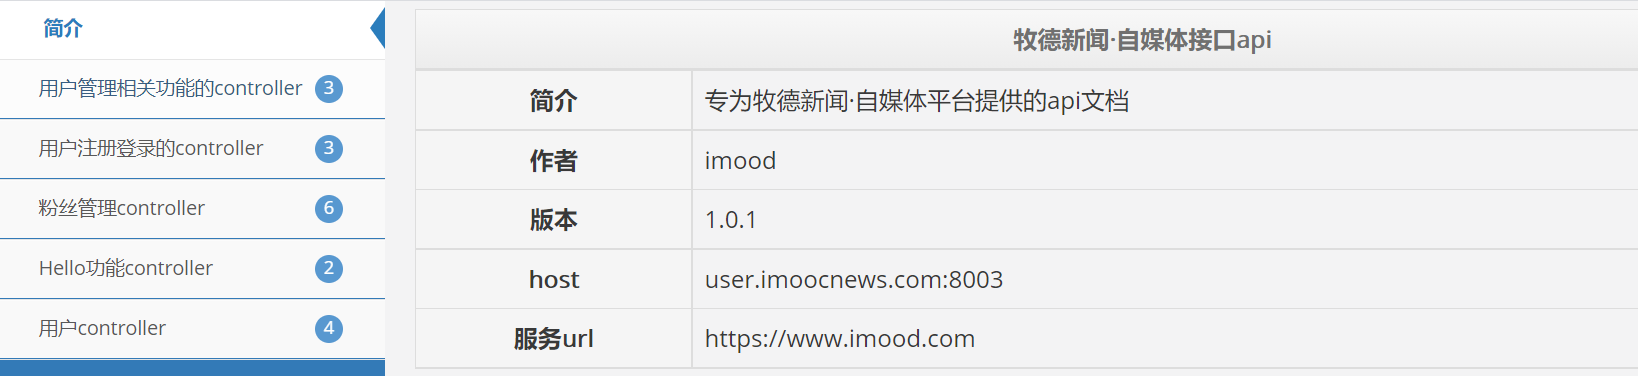 简介
用户管理相关功能的controller 3
用户注册登录的controller 3
粉丝管理controller 6
Hello功能controller 2
用户controller 4
牧德新闻·自媒体接口api
简介 专为牧德新闻·自媒体平台提供的api文档
作者 imood
版本 1.0.1
host user.imoocnews.com:8003
服务url https://www.imood.com